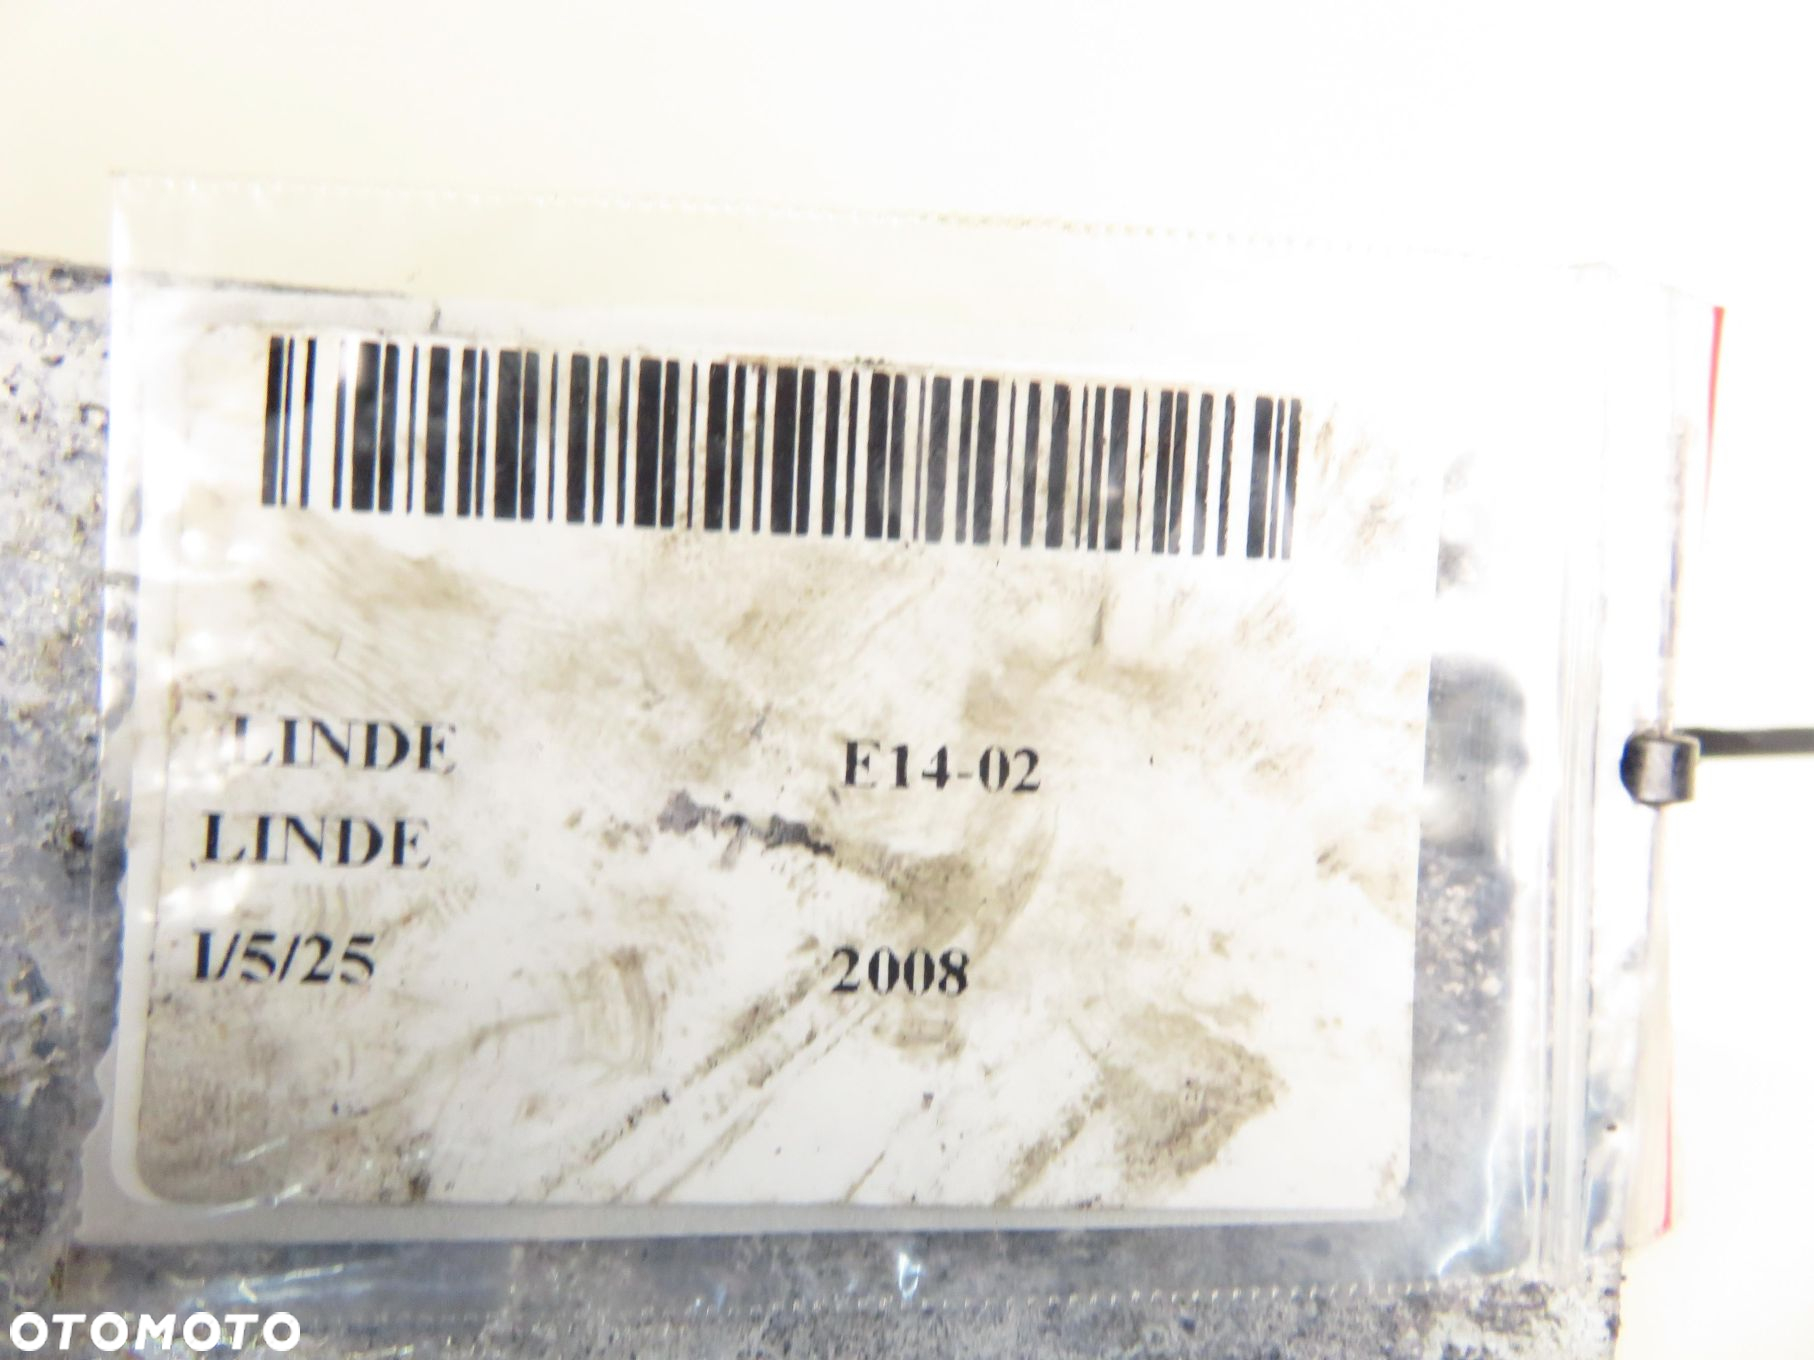 LINDE E14-02
LINDE
I/5/25 2008
OTOMOTO